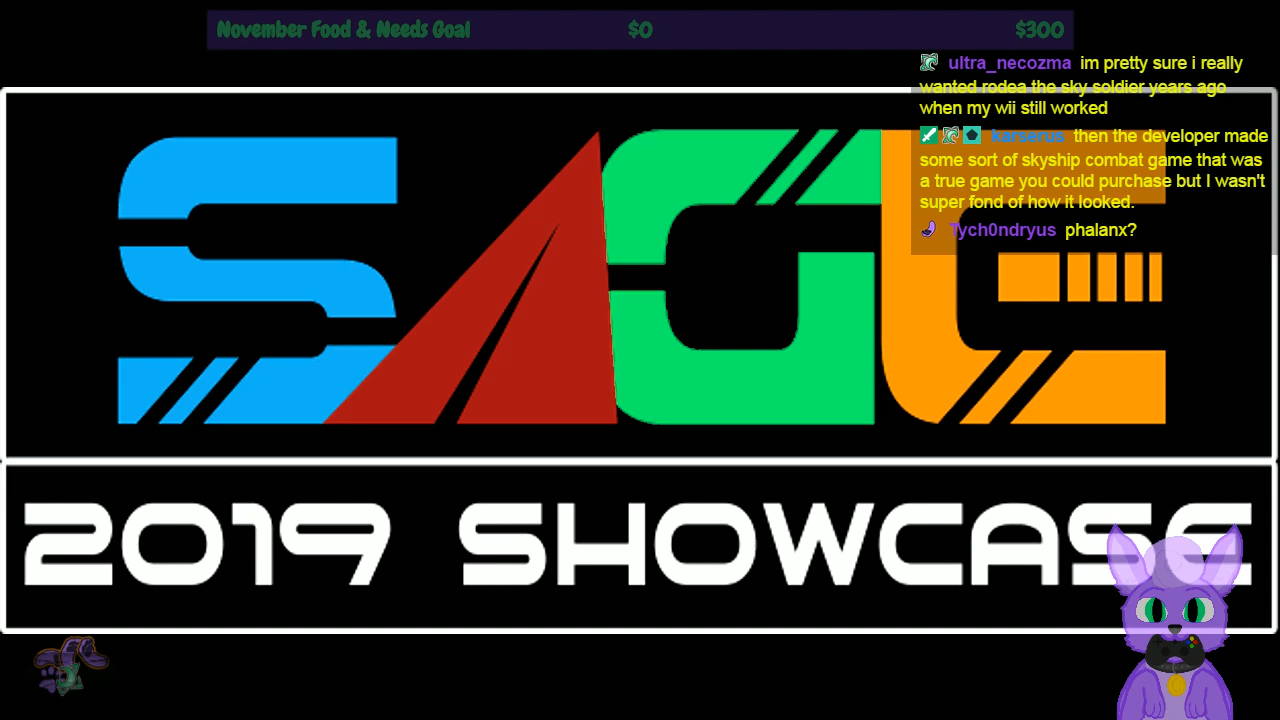 November Food & Needs Goal $0 $300
ultra_necozma im pretty sure i really
wanted rodea the sky soldier years ago
when my wii still worked
karserus then the developer made
some sort of skyship combat game that was
a true game you could purchase but I wasn't
super fond of how it looked.
Tych0ndryus phalanx?
SAGE
2019 SHOWCASE